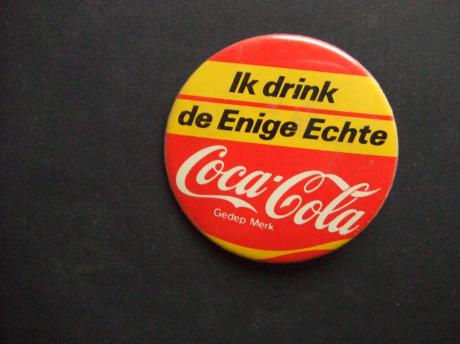 Ik drink
de Enige Echte
Coca-Cola
Gedep Merk